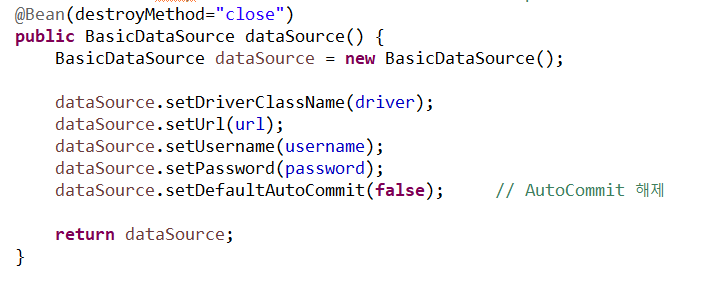 @Bean(destroyMethod="close")
public BasicDataSource dataSource() {
    BasicDataSource dataSource = new BasicDataSource();

    dataSource.setDriverClassName(driver);
    dataSource.setUrl(url);
    dataSource.setUsername(username);
    dataSource.setPassword(password);
    dataSource.setDefaultAutoCommit(false);     // AutoCommit 해제

    return dataSource;
}